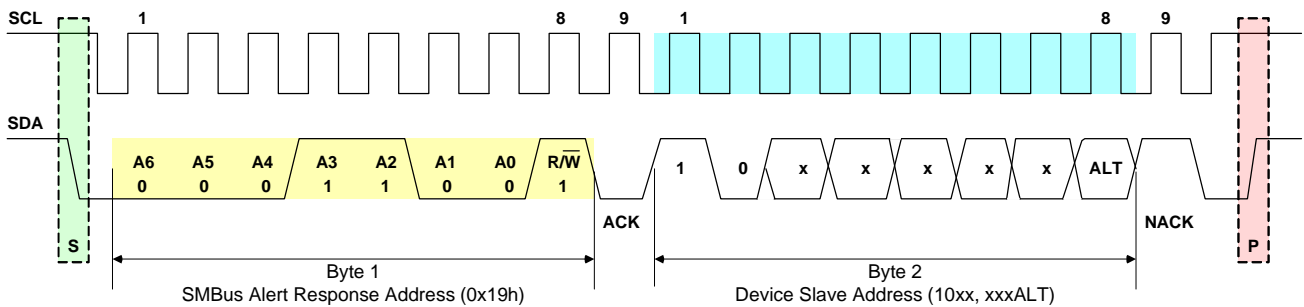 SCL 1 8 9 1 8 9
SDA
A6 A5 A4 A3 A2 A1 A0 R/W̅
0 0 0 1 1 0 0 1
1 0 x x x x x ALT
S ACK NACK P
Byte 1
SMBus Alert Response Address (0x19h)
Byte 2
Device Slave Address (10xx, xxxALT)